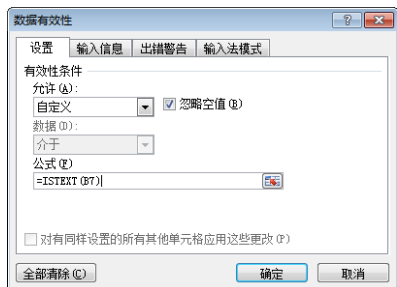 数据有效性
设置 输入信息 出错警告 输入法模式
有效性条件
允许(A):
自定义 忽略空值(B)
数据(D):
介于
公式(F)
=ISTEXT(B7)
对有同样设置的所有其他单元格应用这些更改(P)
全部清除(C) 确定 取消